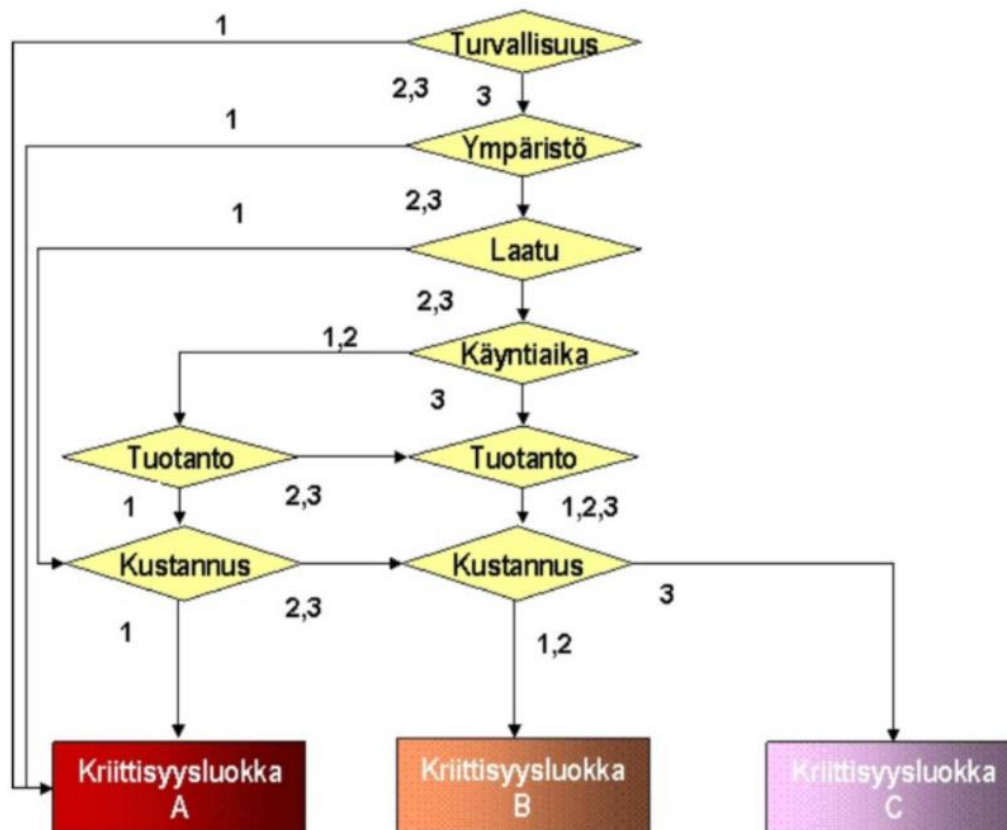 1
Turvallisuus
2,3
3
1
Ympäristö
2,3
1
Laatu
2,3
1,2
Käyntiaika
3
Tuotanto
Tuotanto
1
2,3
1,2,3
Kustannus
Kustannus
1
2,3
1,2
3
Kriittisyysluokka
A
Kriittisyysluokka
B
Kriittisyysluokka
C